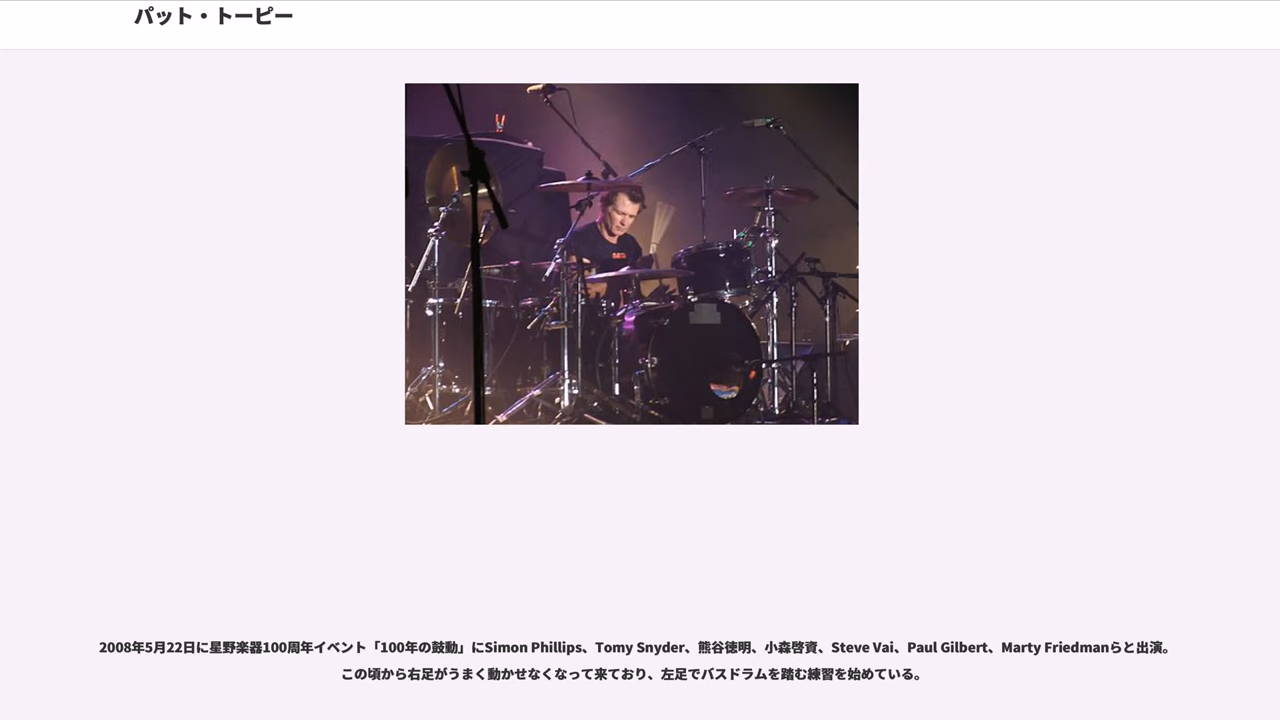 パット・トーピー
2008年5月22日に星野楽器100周年イベント「100年の鼓動」にSimon Phillips、Tomy Snyder、熊谷徳明、小森啓資、Steve Vai、Paul Gilbert、Marty Friedmanらと出演。
この頃から右足がうまく動かせなくなって来ており、左足でバスドラムを踏む練習を始めている。